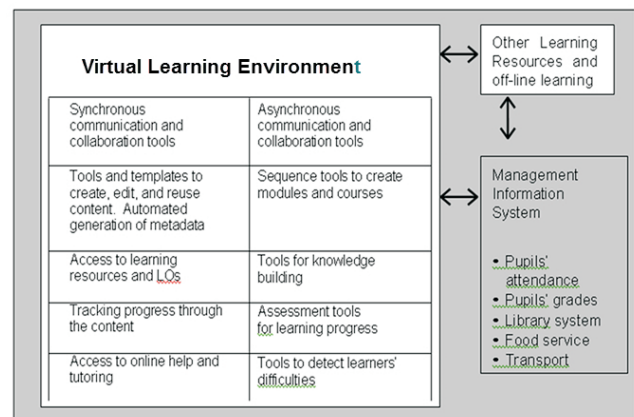 Virtual Learning Environment
Synchronous
communication and
collaboration tools
Asynchronous
communication and
collaboration tools
Tools and templates to
create, edit, and reuse
content. Automated
generation of metadata
Sequence tools to create
modules and courses
Access to learning
resources and LOs
Tools for knowledge
building
Tracking progress through
the content
Assessment tools
for learning progress
Access to online help and
tutoring
Tools to detect learners'
difficulties
Other Learning
Resources and
off-line learning
Management
Information
System
• Pupils'
attendance
• Pupils' grades
• Library system
• Food service
• Transport